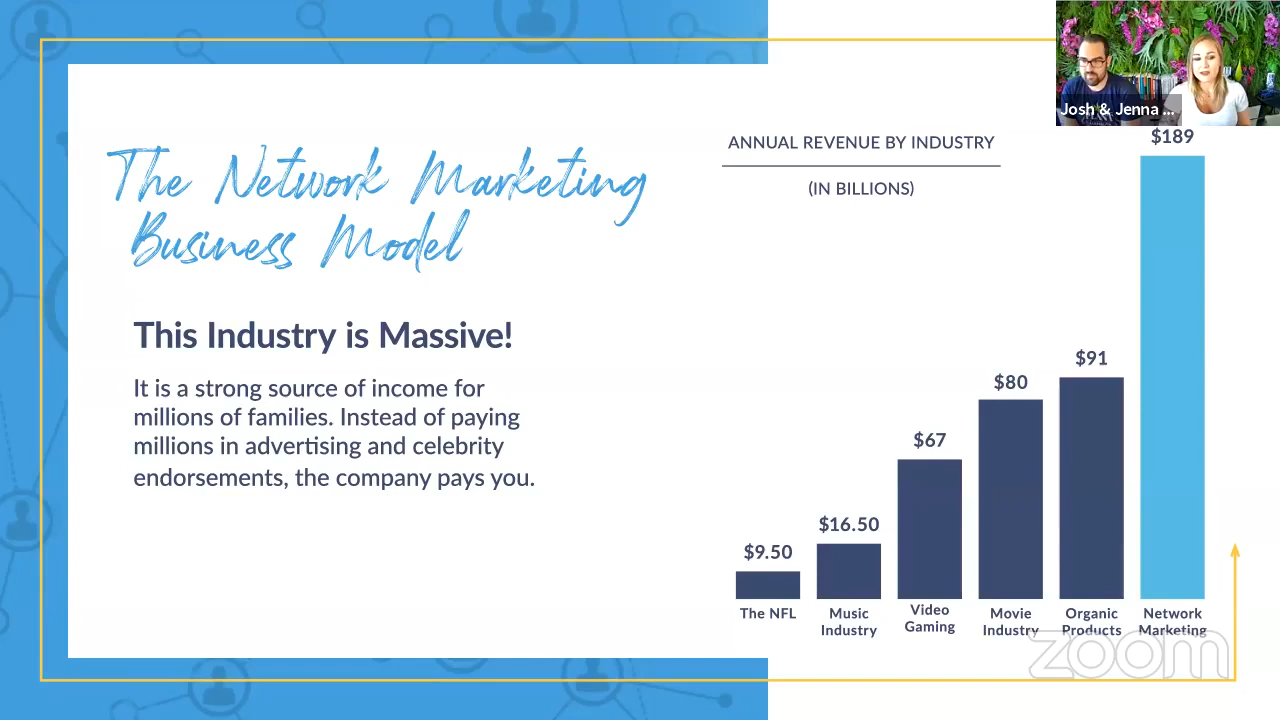 The Network Marketing
Business Model
This Industry is Massive!
It is a strong source of income for
millions of families. Instead of paying
millions in advertising and celebrity
endorsements, the company pays you.
ANNUAL REVENUE BY INDUSTRY
(IN BILLIONS)
$9.50
$16.50
$67
$80
$91
$189
The NFL
Music
Industry
Video
Gaming
Movie
Industry
Organic
Products
Network
Marketing
Josh & Jenna ...
zoom